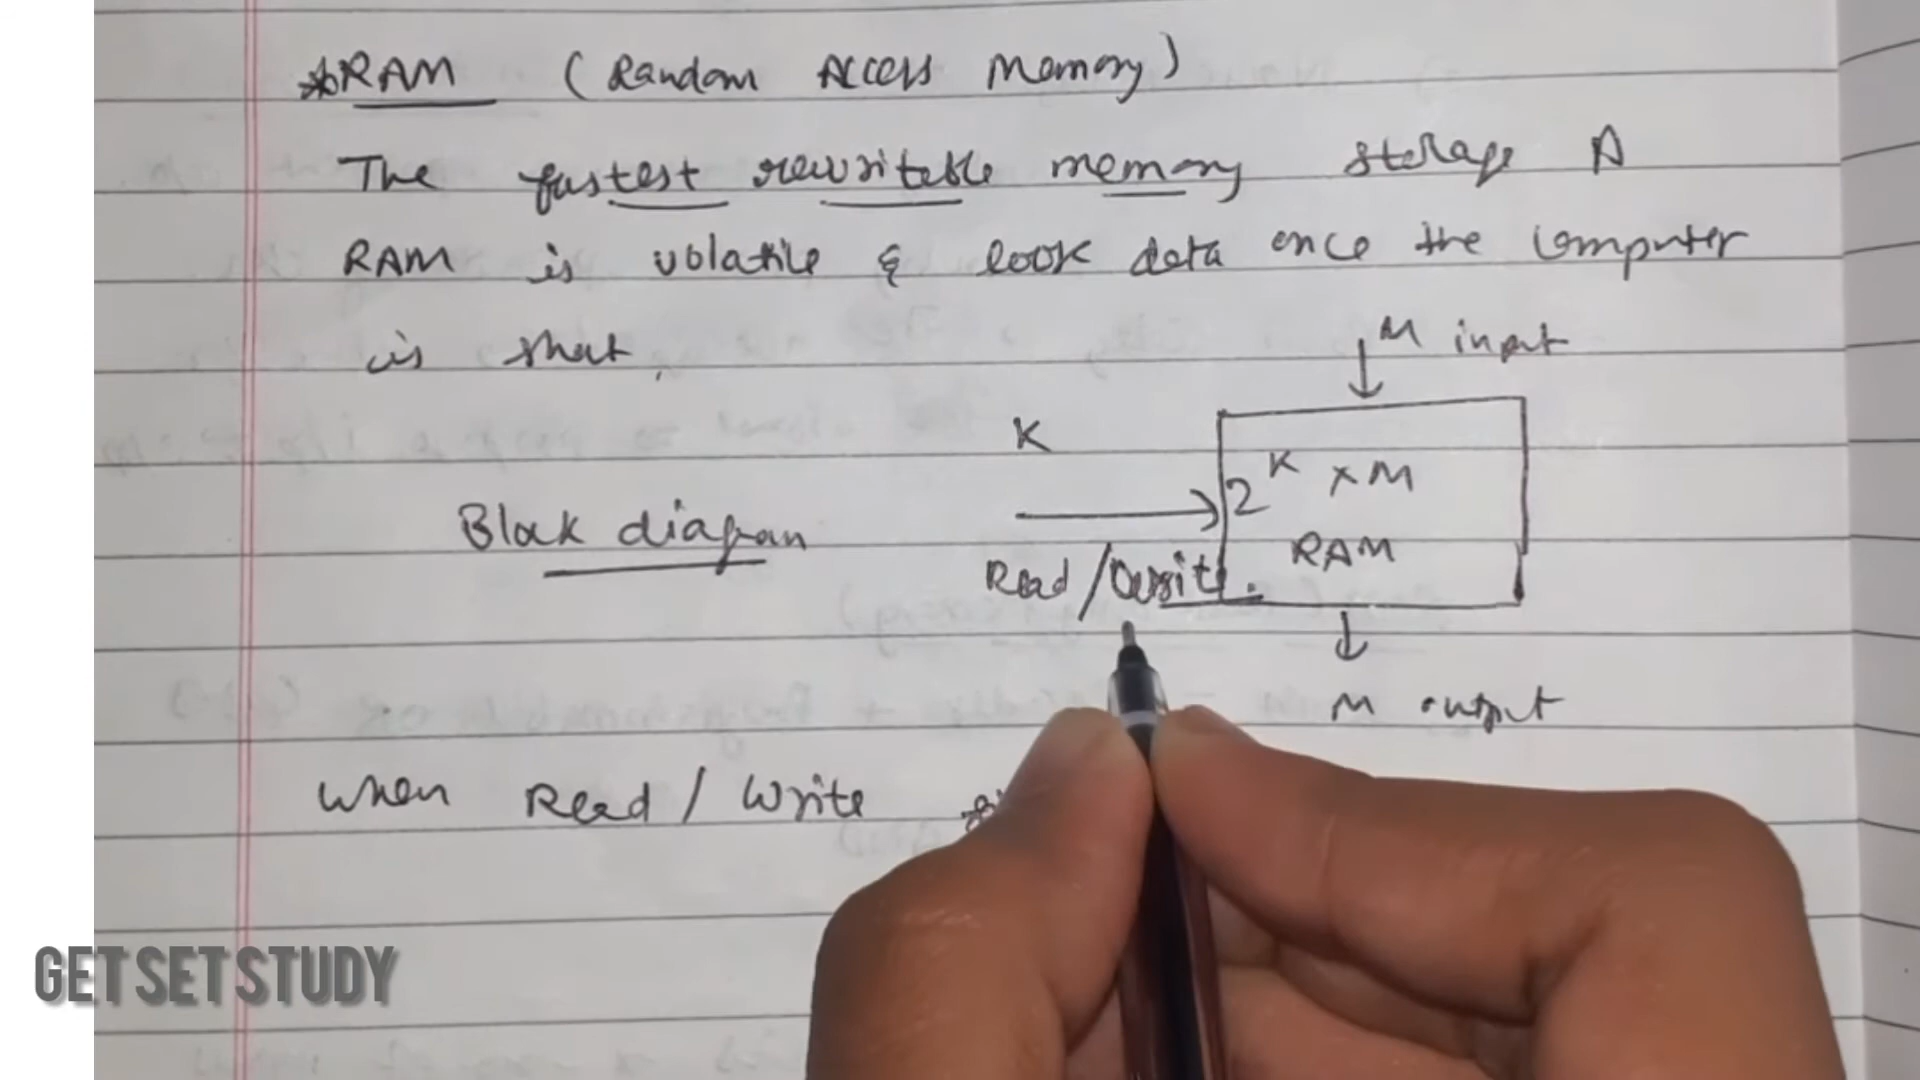 RAM (Random Access Memory)
The fastest rewritable memory storage A
RAM is volatile & look data once the computer
is shut
M input
K
2^K x M
Block diagram
RAM
Read/Write
M output
When Read / Write
GET SET STUDY